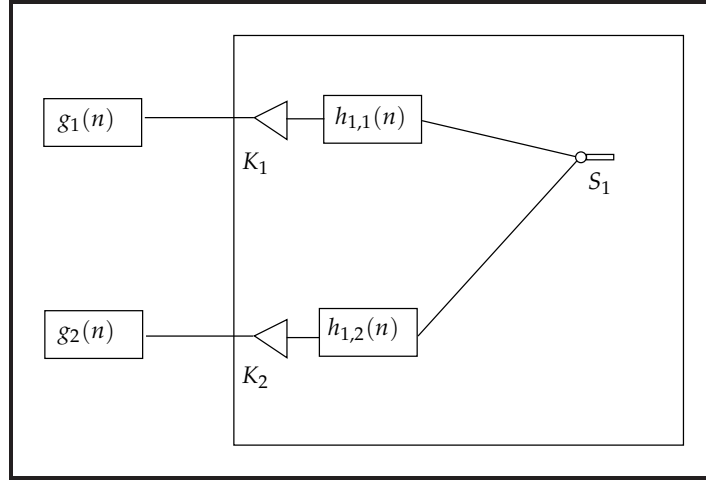 g₁(n)
h₁,₁(n)
K₁
S₁
g₂(n)
h₁,₂(n)
K₂